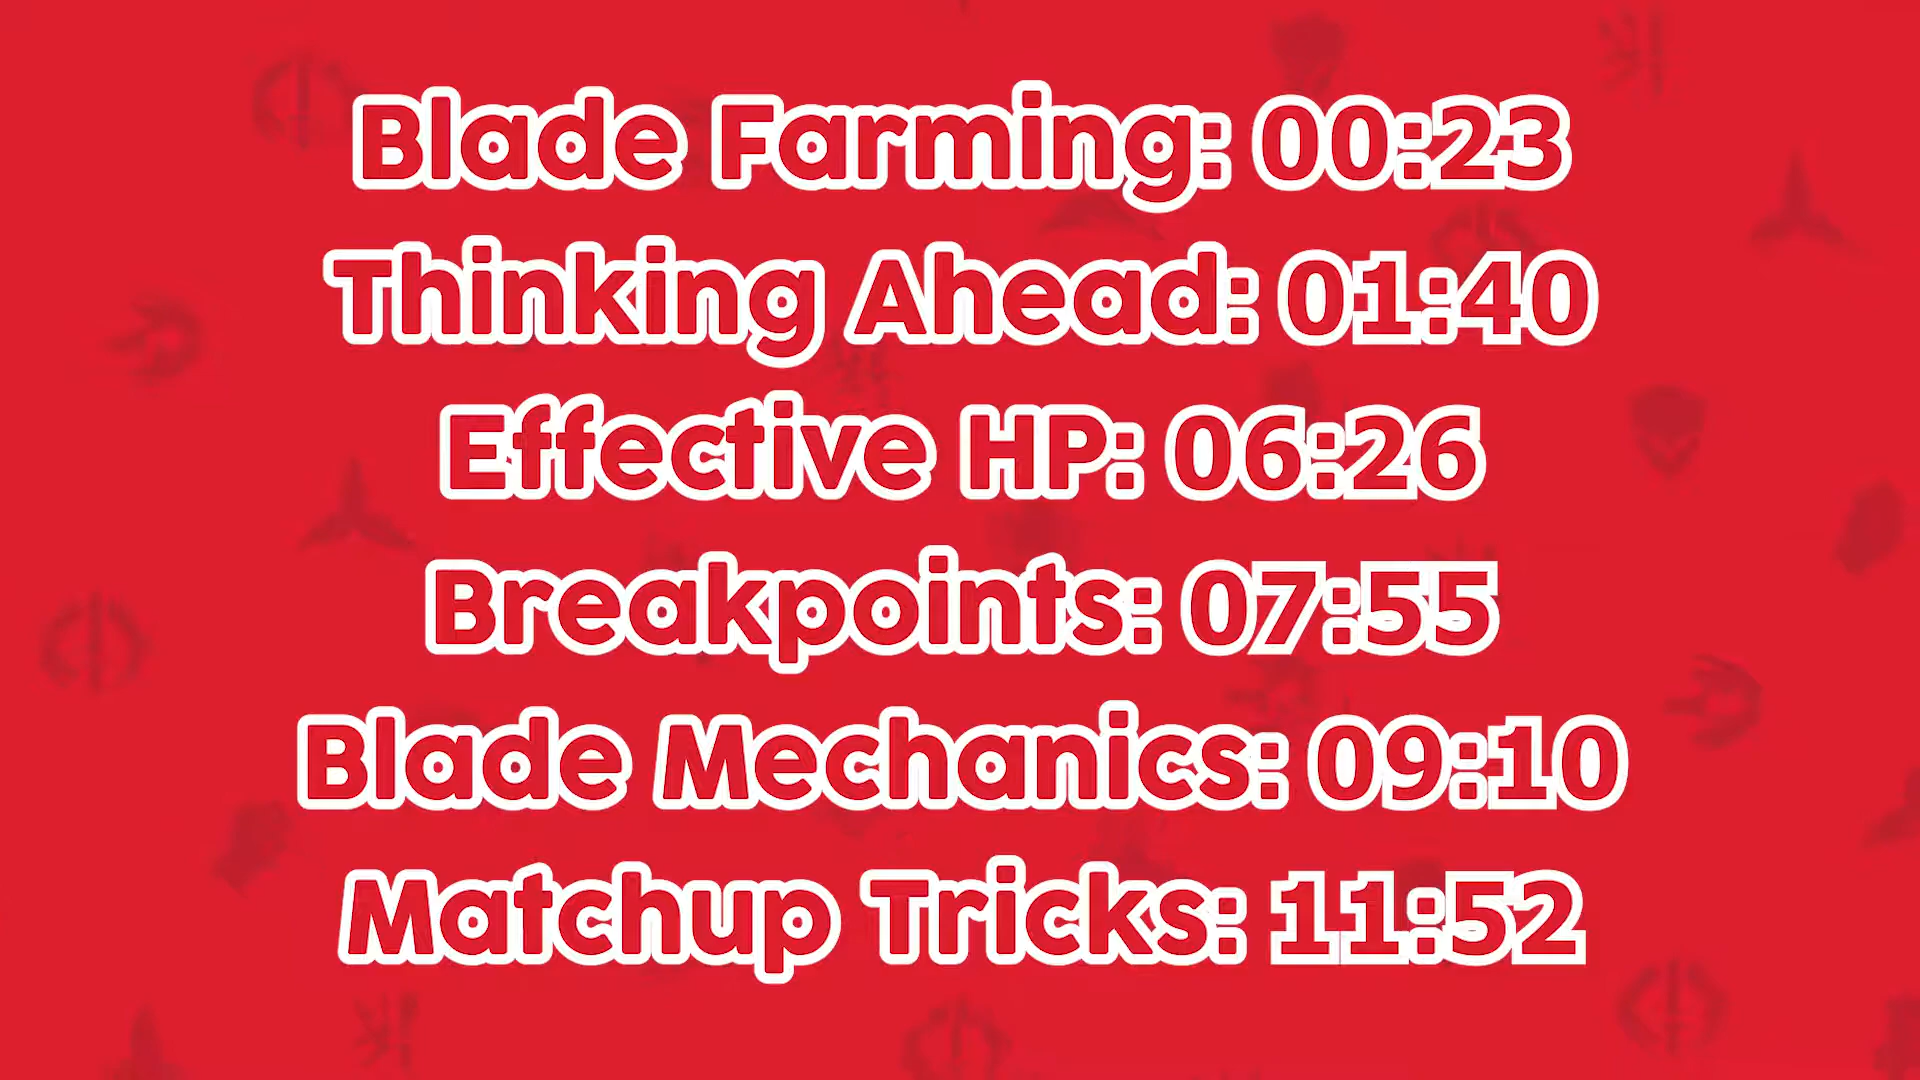 Blade Farming: 00:23
Thinking Ahead: 01:40
Effective HP: 06:26
Breakpoints: 07:55
Blade Mechanics: 09:10
Matchup Tricks: 11:52